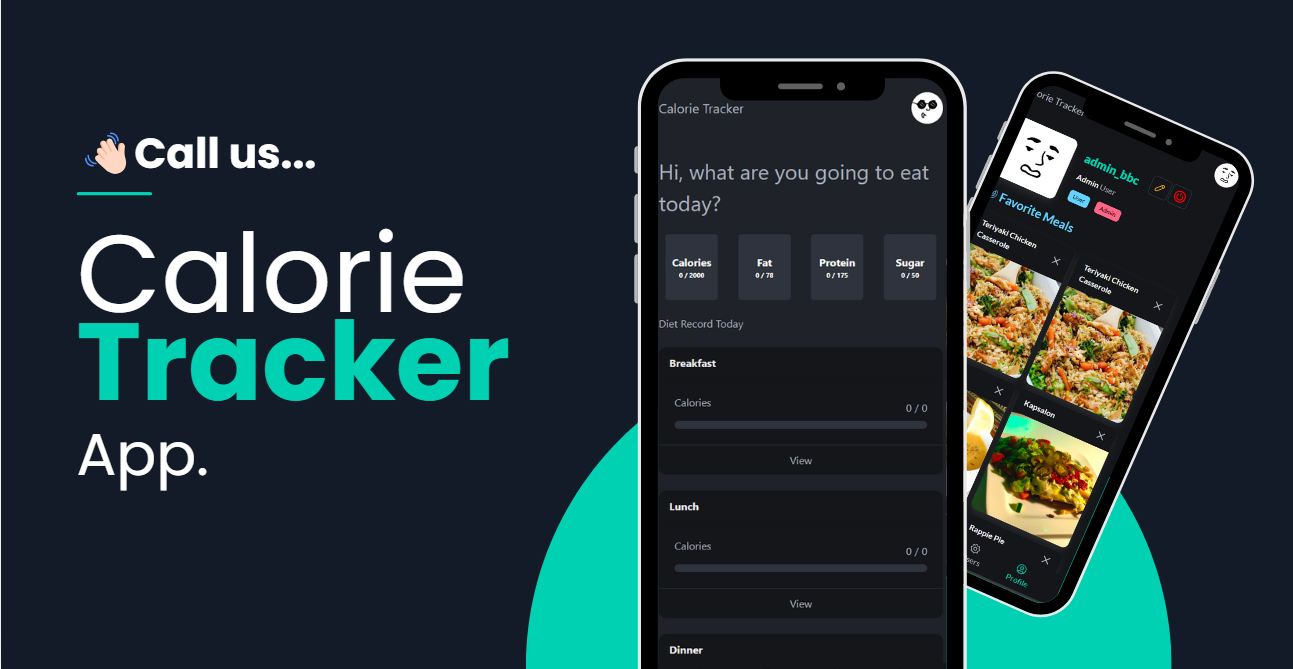 Call us...
Calorie
Tracker
App.
Calorie Tracker
Hi, what are you going to eat
today?
Calories
0 / 2000
Fat
0 / 78
Protein
0 / 175
Sugar
0 / 50
Diet Record Today
Breakfast
Calories
0 / 0
View
Lunch
Calories
0 / 0
View
Dinner
orie Tracker
admin_bbc
Admin User
User
Admin
Favorite Meals
Teriyaki Chicken
Casserole
Teriyaki Chicken
Casserole
Kapsalon
Rappie Pie
sers
Profile